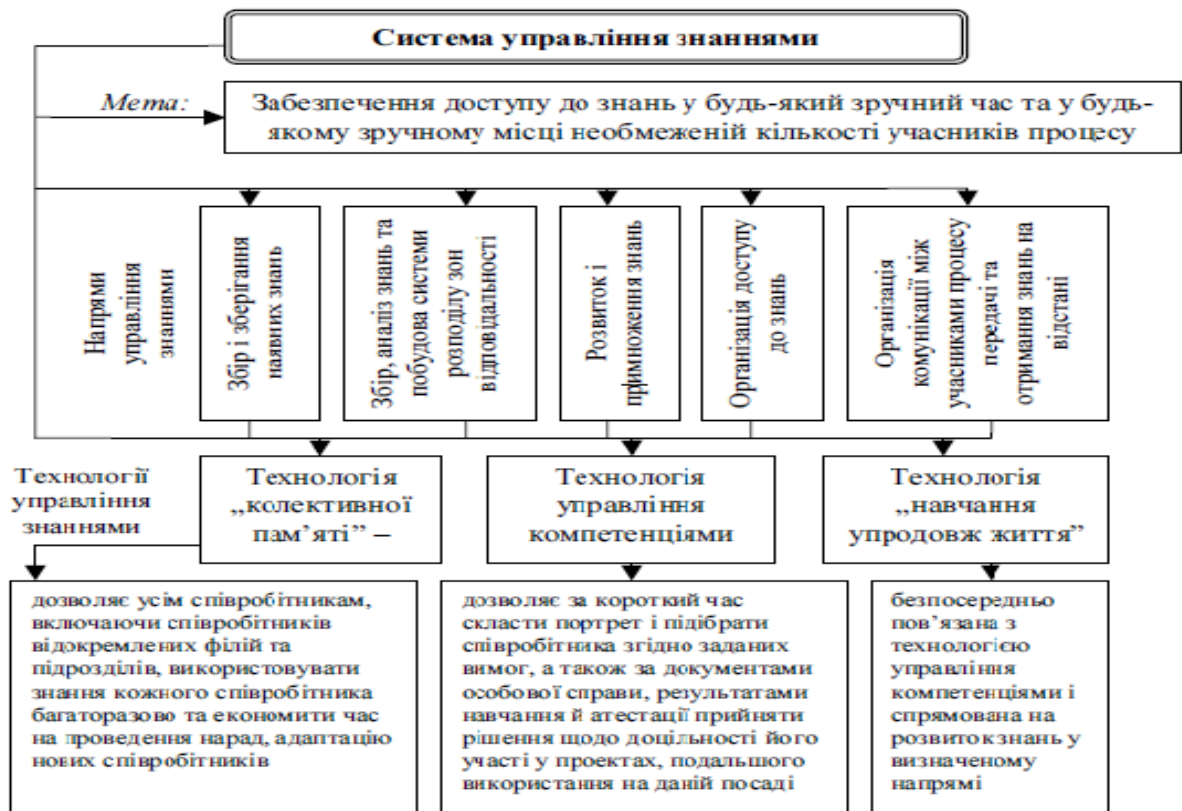 Система управління знаннями
Мета:
Забезпечення доступу до знань у будь-який зручний час та у будь-
якому зручному місці необмеженій кількості учасників процесу
Напрями
управління
знаннями
Збір і зберігання
наявних знань
Збір, аналіз знань та
побудова системи
розподілу зон
відповідальності
Розвиток і
примноження знань
Організація доступу
до знань
Організація
комунікації між
учасниками процесу
передачі та
отримання знань на
відстані
Технології
управління
знаннями
Технологія
„колективної
пам’яті” –
Технологія
управління
компетенціями
Технологія
„навчання
упродовж життя”
дозволяє усім співробітникам,
включаючи співробітників
відокремлених філій та
підрозділів, використовувати
знання кожного співробітника
багаторазово та економити час
на проведення нарад, адаптацію
нових співробітників
дозволяє за короткий час
скласти портрет і підібрати
співробітника згідно заданих
вимог, а також за документами
особової справи, результатами
навчання й атестації прийняти
рішення щодо доцільності його
участі у проектах, подальшого
використання на даній посаді
безпосередньо
пов’язана з
технологією
управління
компетенціями і
спрямована на
розвиток знань у
визначеному
напрямі